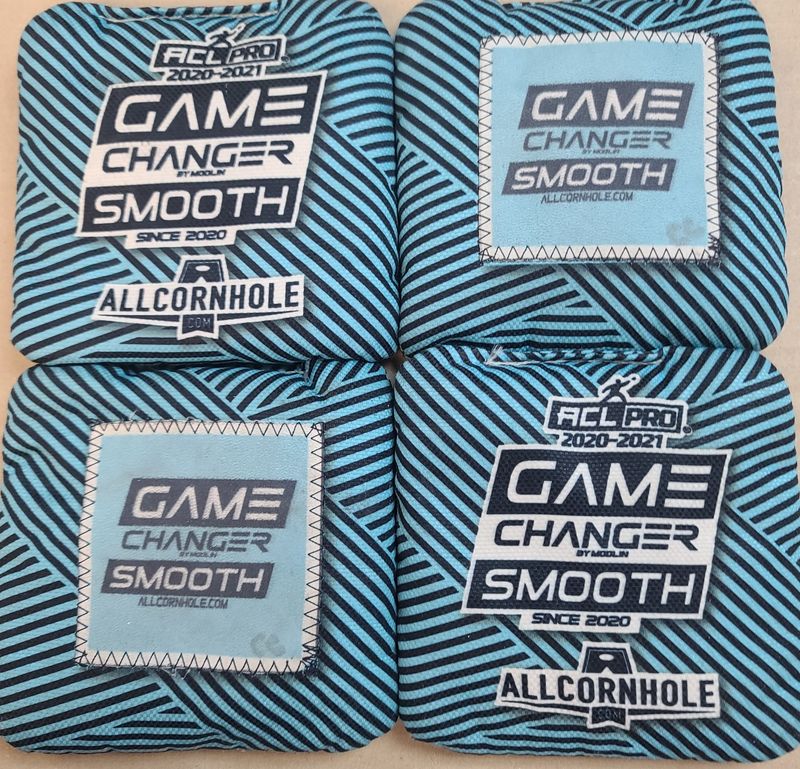 ACL PRO
2020-2021
GAME
CHANGER
BY MODLIN
SMOOTH
SINCE 2020
ALLCORNHOLE
.COM
GAME
CHANGER
BY MODLIN
SMOOTH
ALLCORNHOLE.COM
GAME
CHANGER
BY MODLIN
SMOOTH
ALLCORNHOLE.COM
ACL PRO
2020-2021
GAME
CHANGER
BY MODLIN
SMOOTH
SINCE 2020
ALLCORNHOLE
.COM